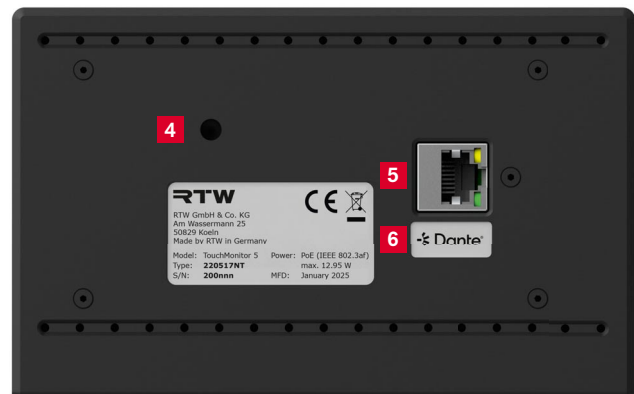 4
5
RTW
CE
RTW GmbH & Co. KG
Am Wassermann 25
50829 Koeln
Made by RTW in Germany
6
Dante®
Model: TouchMonitor 5 Power: PoE (IEEE 802.3af)
Type: 220517NT max. 12.95 W
S/N: 200nnn MFD: January 2025